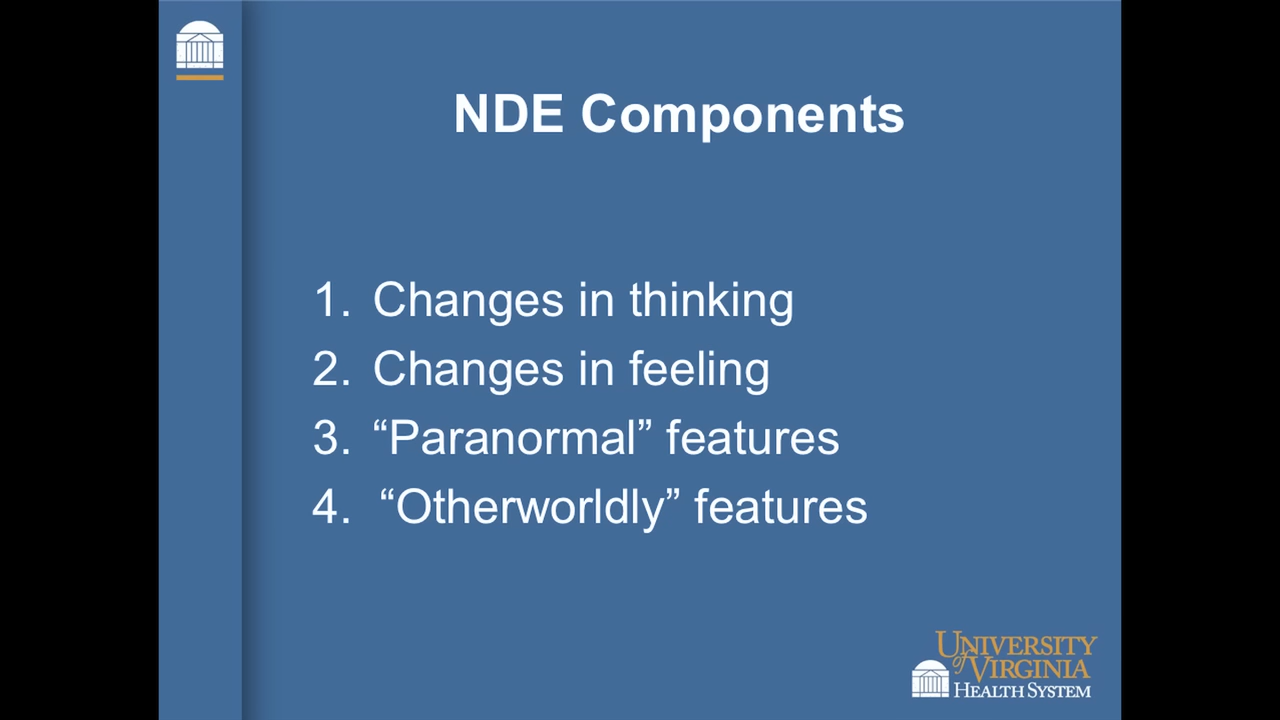 NDE Components
1. Changes in thinking
2. Changes in feeling
3. “Paranormal” features
4. “Otherworldly” features
UNIVERSITY
of VIRGINIA
HEALTH SYSTEM